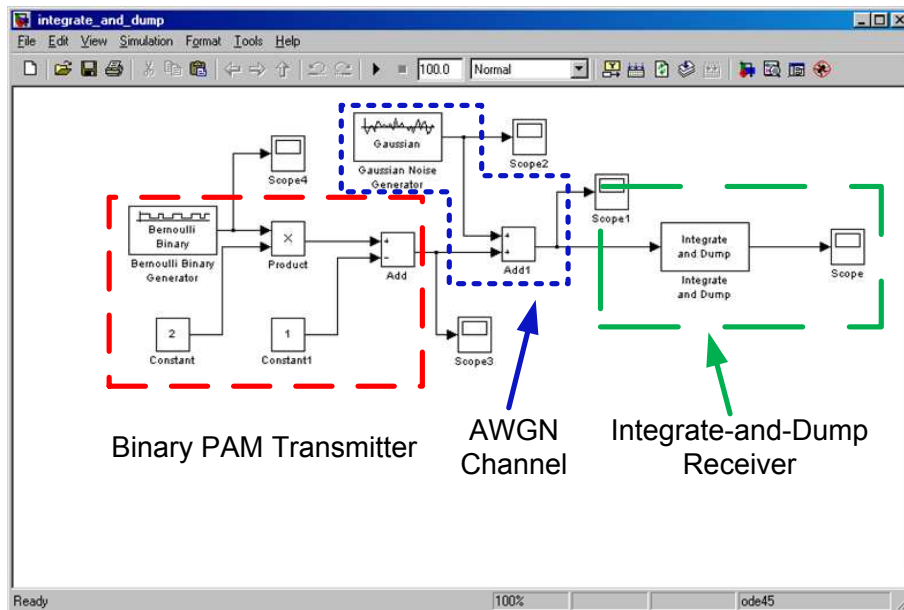 integrate_and_dump
File Edit View Simulation Format Tools Help
100.0 Normal
Gaussian
Gaussian Noise
Generator
Scope2
Scope4
Scope1
Bernoulli
Binary
Bernoulli Binary
Generator
×
Product
+
−
Add
+
+
Add1
Integrate
and Dump
Integrate
and Dump
Scope
2
Constant
1
Constant1
Scope3
Binary PAM Transmitter
AWGN
Channel
Integrate-and-Dump
Receiver
Ready 100% ode45